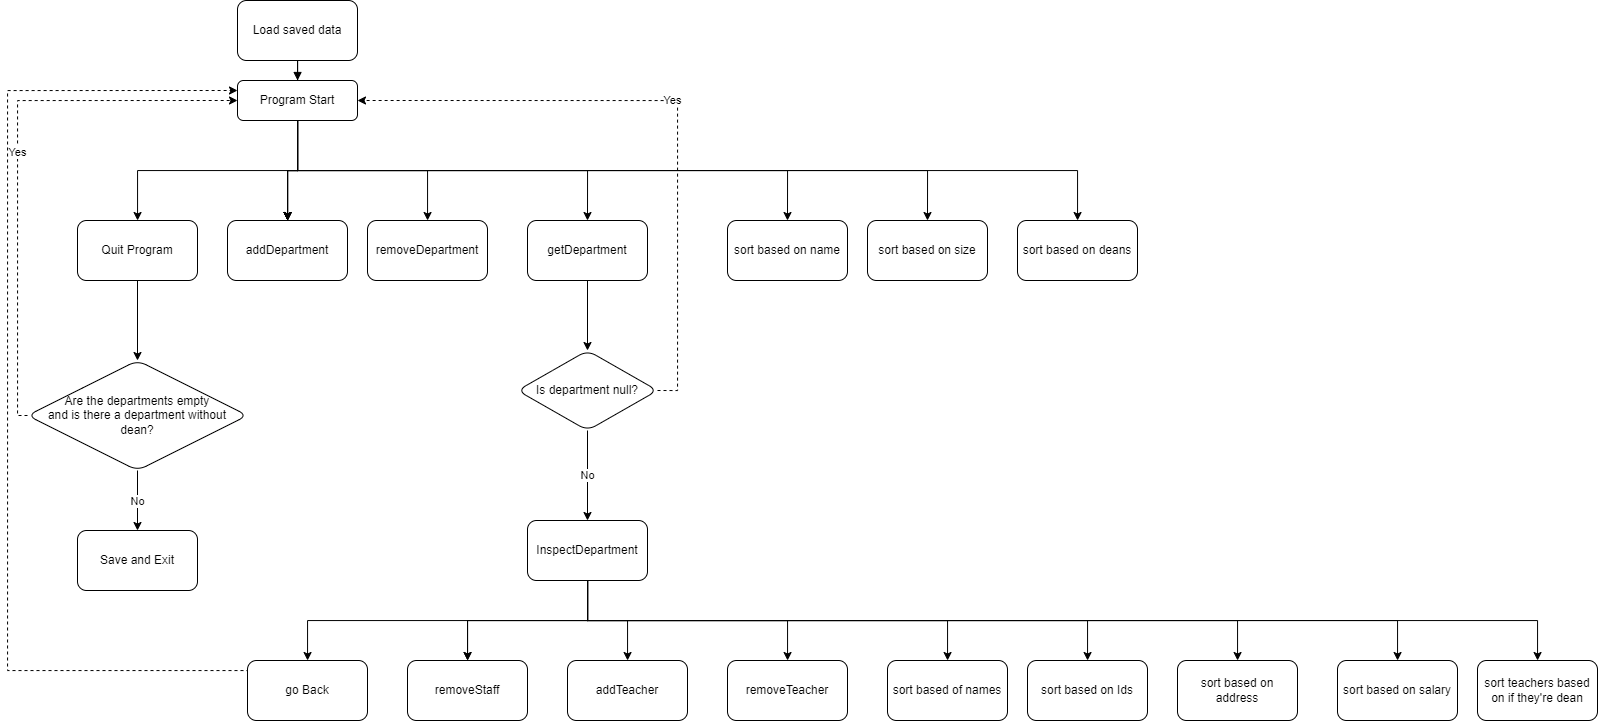 Load saved data
Program Start
Yes
Yes
Quit Program
addDepartment
removeDepartment
getDepartment
sort based on name
sort based on size
sort based on deans
Are the departments empty
and is there a department without
dean?
Is department null?
No
No
InspectDepartment
Save and Exit
go Back
removeStaff
addTeacher
removeTeacher
sort based of names
sort based on Ids
sort based on
address
sort based on salary
sort teachers based
on if they're dean